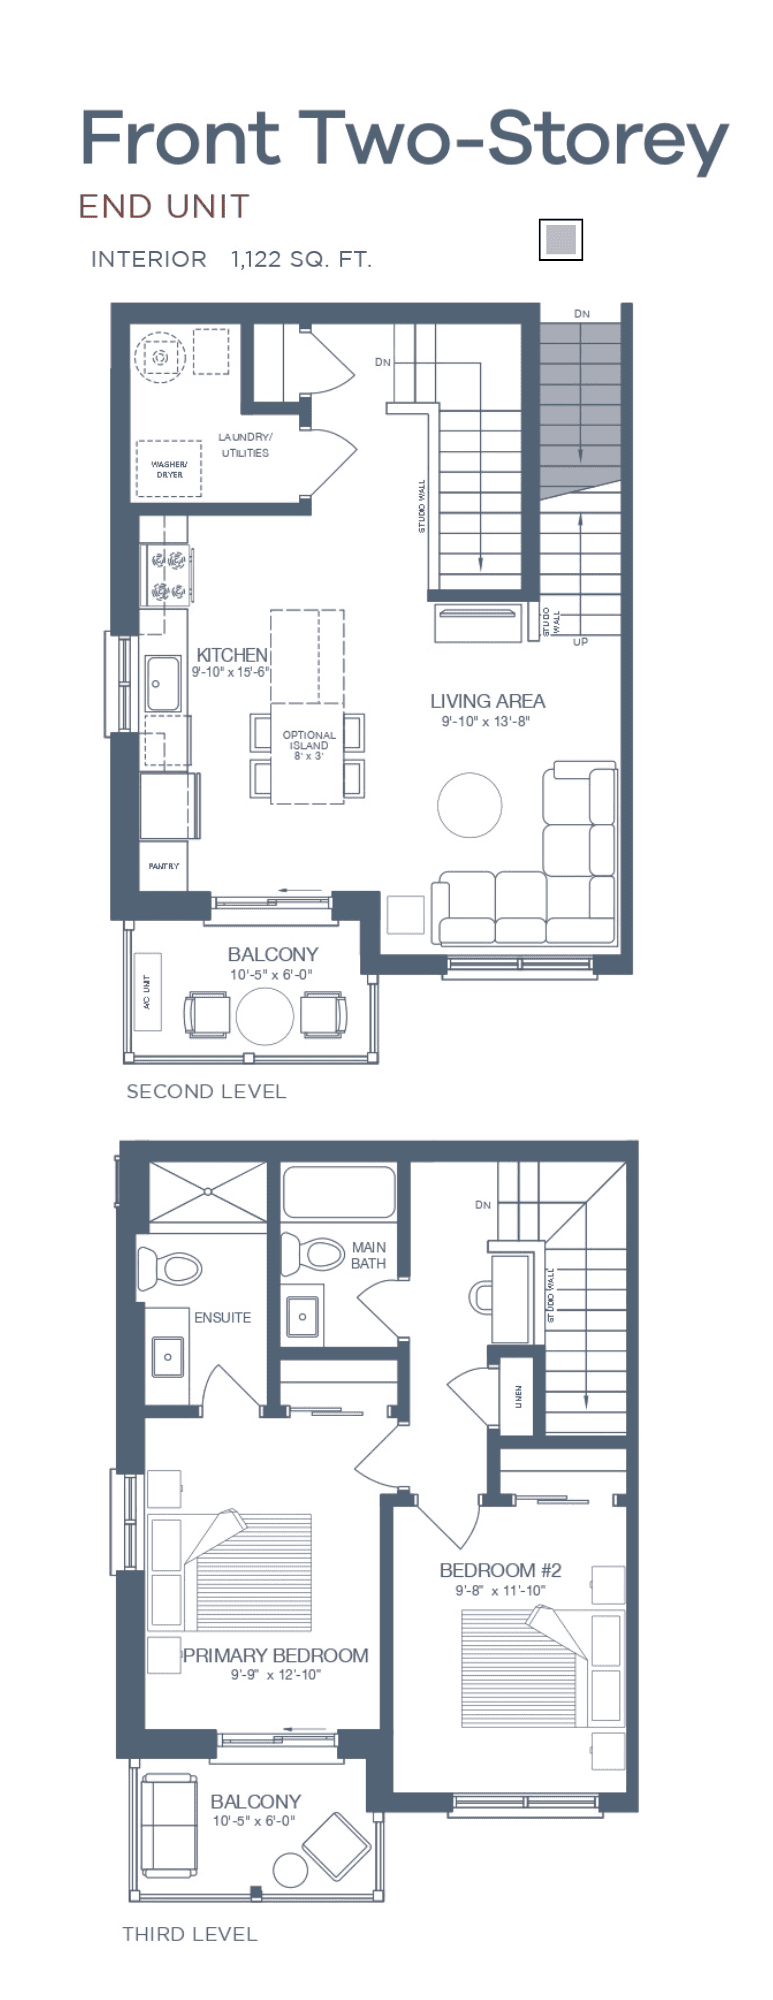 Front Two-Storey
END UNIT
INTERIOR 1,122 SQ. FT.
DN
DN
LAUNDRY/
UTILITIES
WASHER/
DRYER
STUDIO WALL
STUDIO
WALL
UP
KITCHEN
9'-10" x 15'-6"
LIVING AREA
9'-10" x 13'-8"
OPTIONAL
ISLAND
8' x 3'
PANTRY
BALCONY
10'-5" x 6'-0"
A/C UNIT
SECOND LEVEL
DN
MAIN
BATH
STUDIO WALL
ENSUITE
LINEN
BEDROOM #2
9'-8" x 11'-10"
PRIMARY BEDROOM
9'-9" x 12'-10"
BALCONY
10'-5" x 6'-0"
THIRD LEVEL